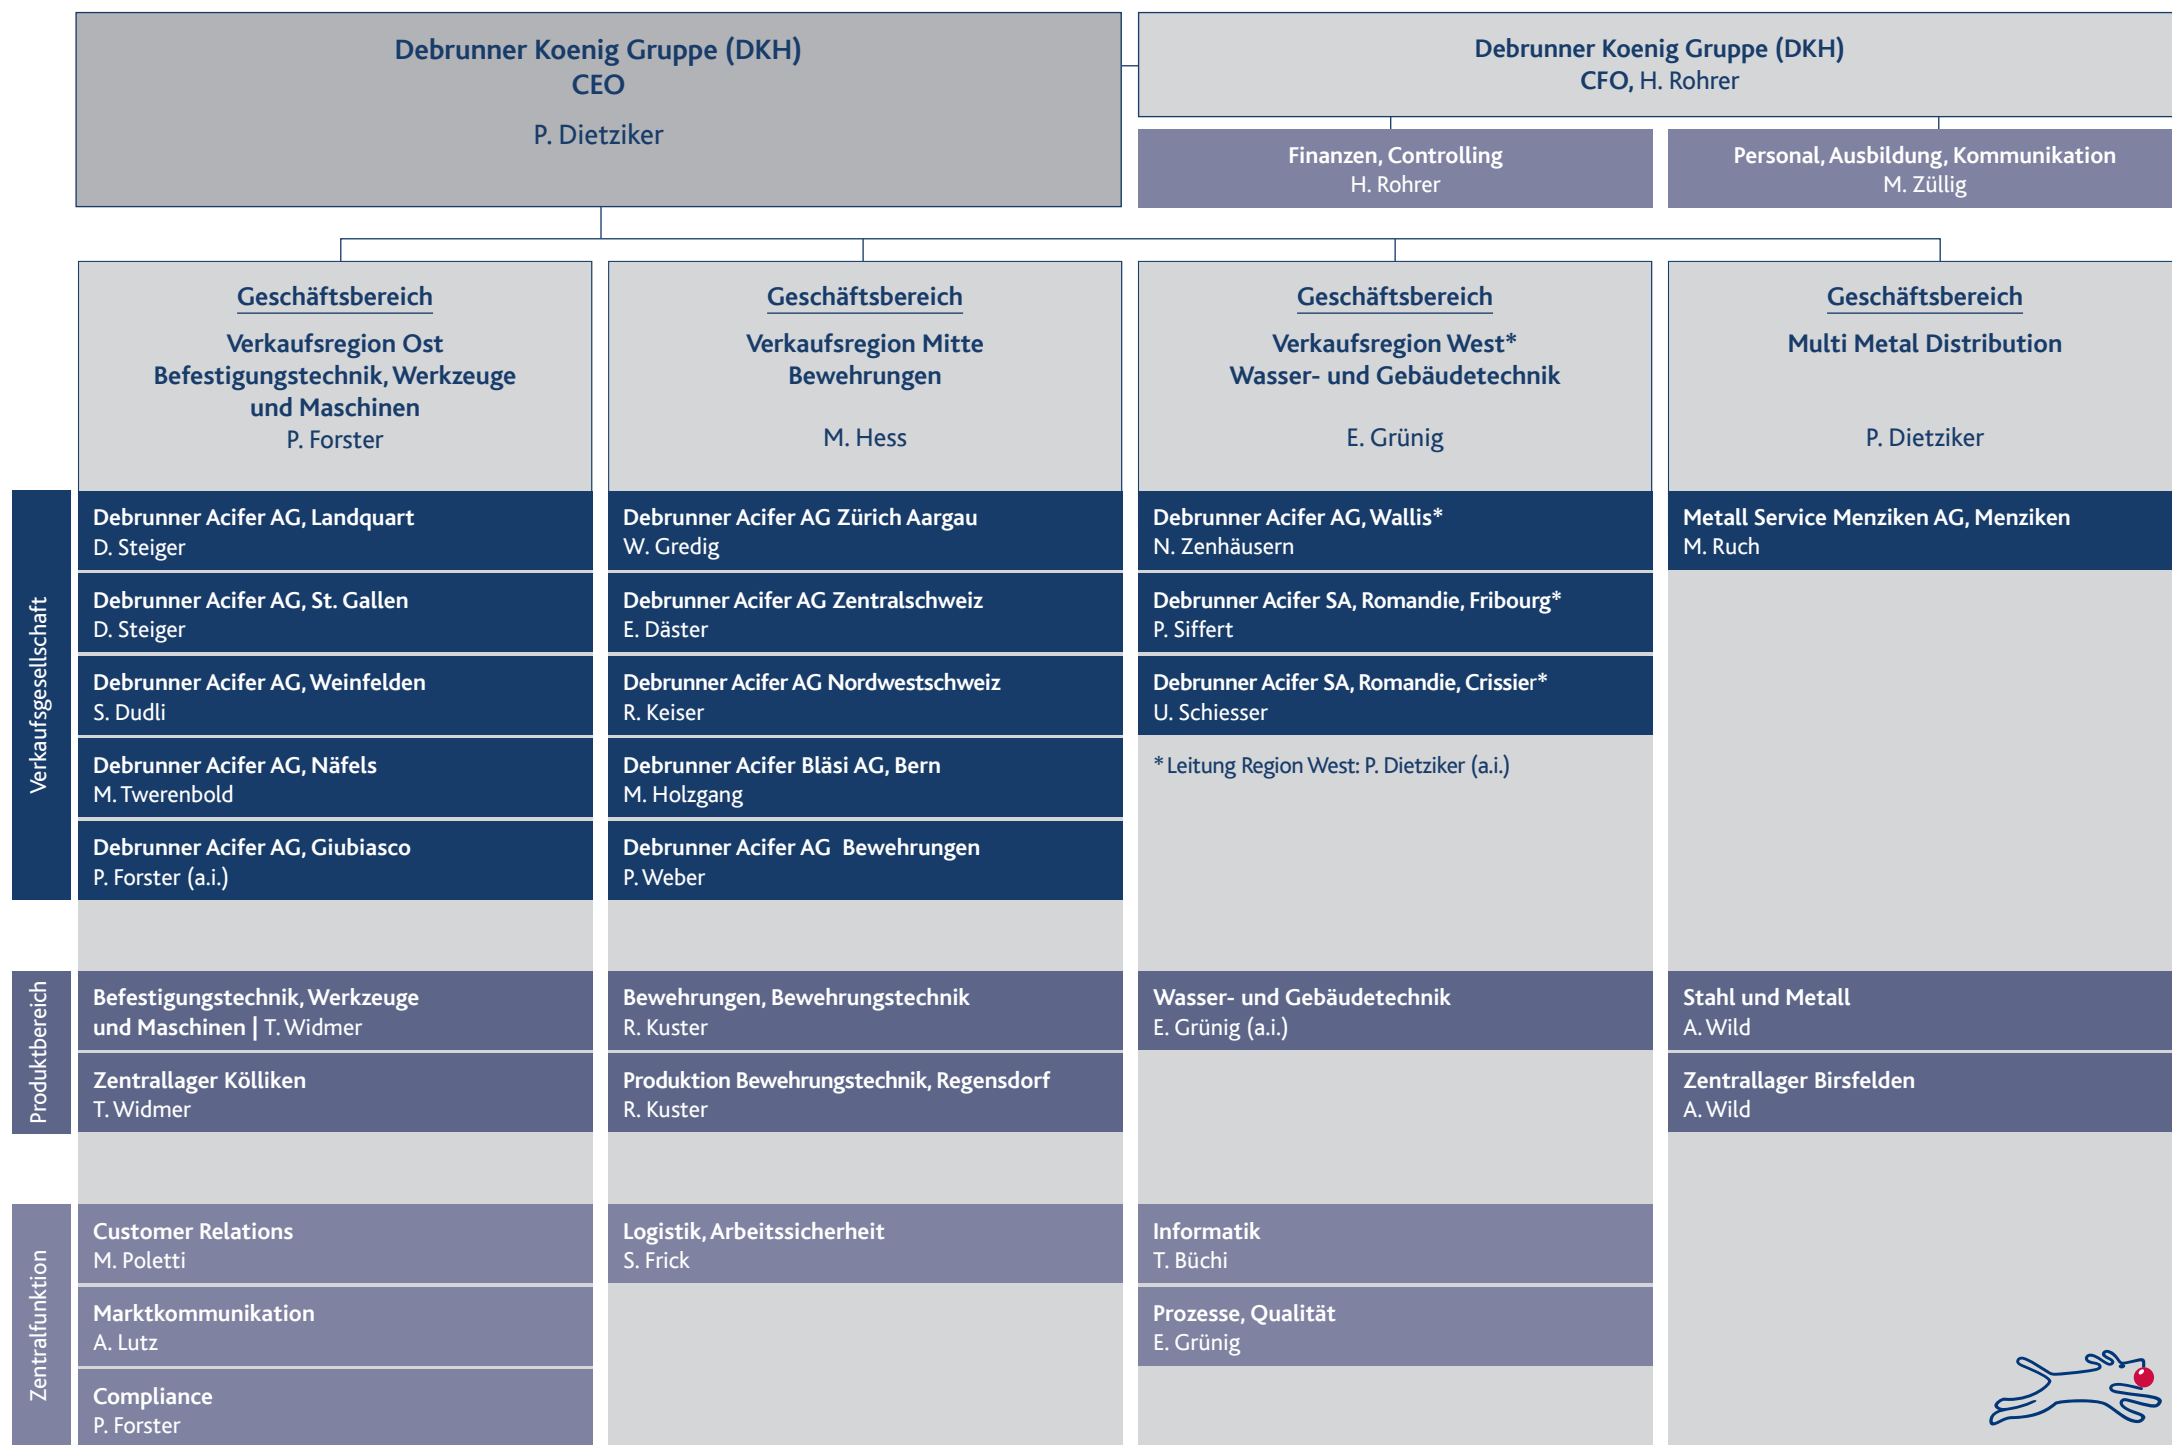 Debrunner Koenig Gruppe (DKH)
CEO
P. Dietziker
Debrunner Koenig Gruppe (DKH)
CFO, H. Rohrer
Finanzen, Controlling
H. Rohrer
Personal, Ausbildung, Kommunikation
M. Züllig
Geschäftsbereich
Verkaufsregion Ost
Befestigungstechnik, Werkzeuge
und Maschinen
P. Forster
Geschäftsbereich
Verkaufsregion Mitte
Bewehrungen
M. Hess
Geschäftsbereich
Verkaufsregion West*
Wasser- und Gebäudetechnik
E. Grünig
Geschäftsbereich
Multi Metal Distribution
P. Dietziker
Verkaufsgesellschaft
Debrunner Acifer AG, Landquart
D. Steiger
Debrunner Acifer AG, St. Gallen
D. Steiger
Debrunner Acifer AG, Weinfelden
S. Dudli
Debrunner Acifer AG, Näfels
M. Twerenbold
Debrunner Acifer AG, Giubiasco
P. Forster (a.i.)
Debrunner Acifer AG Zürich Aargau
W. Gredig
Debrunner Acifer AG Zentralschweiz
E. Däster
Debrunner Acifer AG Nordwestschweiz
R. Keiser
Debrunner Acifer Bläsi AG, Bern
M. Holzgang
Debrunner Acifer AG Bewehrungen
P. Weber
Debrunner Acifer AG, Wallis*
N. Zenhäusern
Debrunner Acifer SA, Romandie, Fribourg*
P. Siffert
Debrunner Acifer SA, Romandie, Crissier*
U. Schiesser
* Leitung Region West: P. Dietziker (a.i.)
Metall Service Menziken AG, Menziken
M. Ruch
Produktbereich
Befestigungstechnik, Werkzeuge
und Maschinen | T. Widmer
Zentrallager Kölliken
T. Widmer
Bewehrungen, Bewehrungstechnik
R. Kuster
Produktion Bewehrungstechnik, Regensdorf
R. Kuster
Wasser- und Gebäudetechnik
E. Grünig (a.i.)
Stahl und Metall
A. Wild
Zentrallager Birsfelden
A. Wild
Zentralfunktion
Customer Relations
M. Poletti
Marktkommunikation
A. Lutz
Compliance
P. Forster
Logistik, Arbeitssicherheit
S. Frick
Informatik
T. Büchi
Prozesse, Qualität
E. Grünig